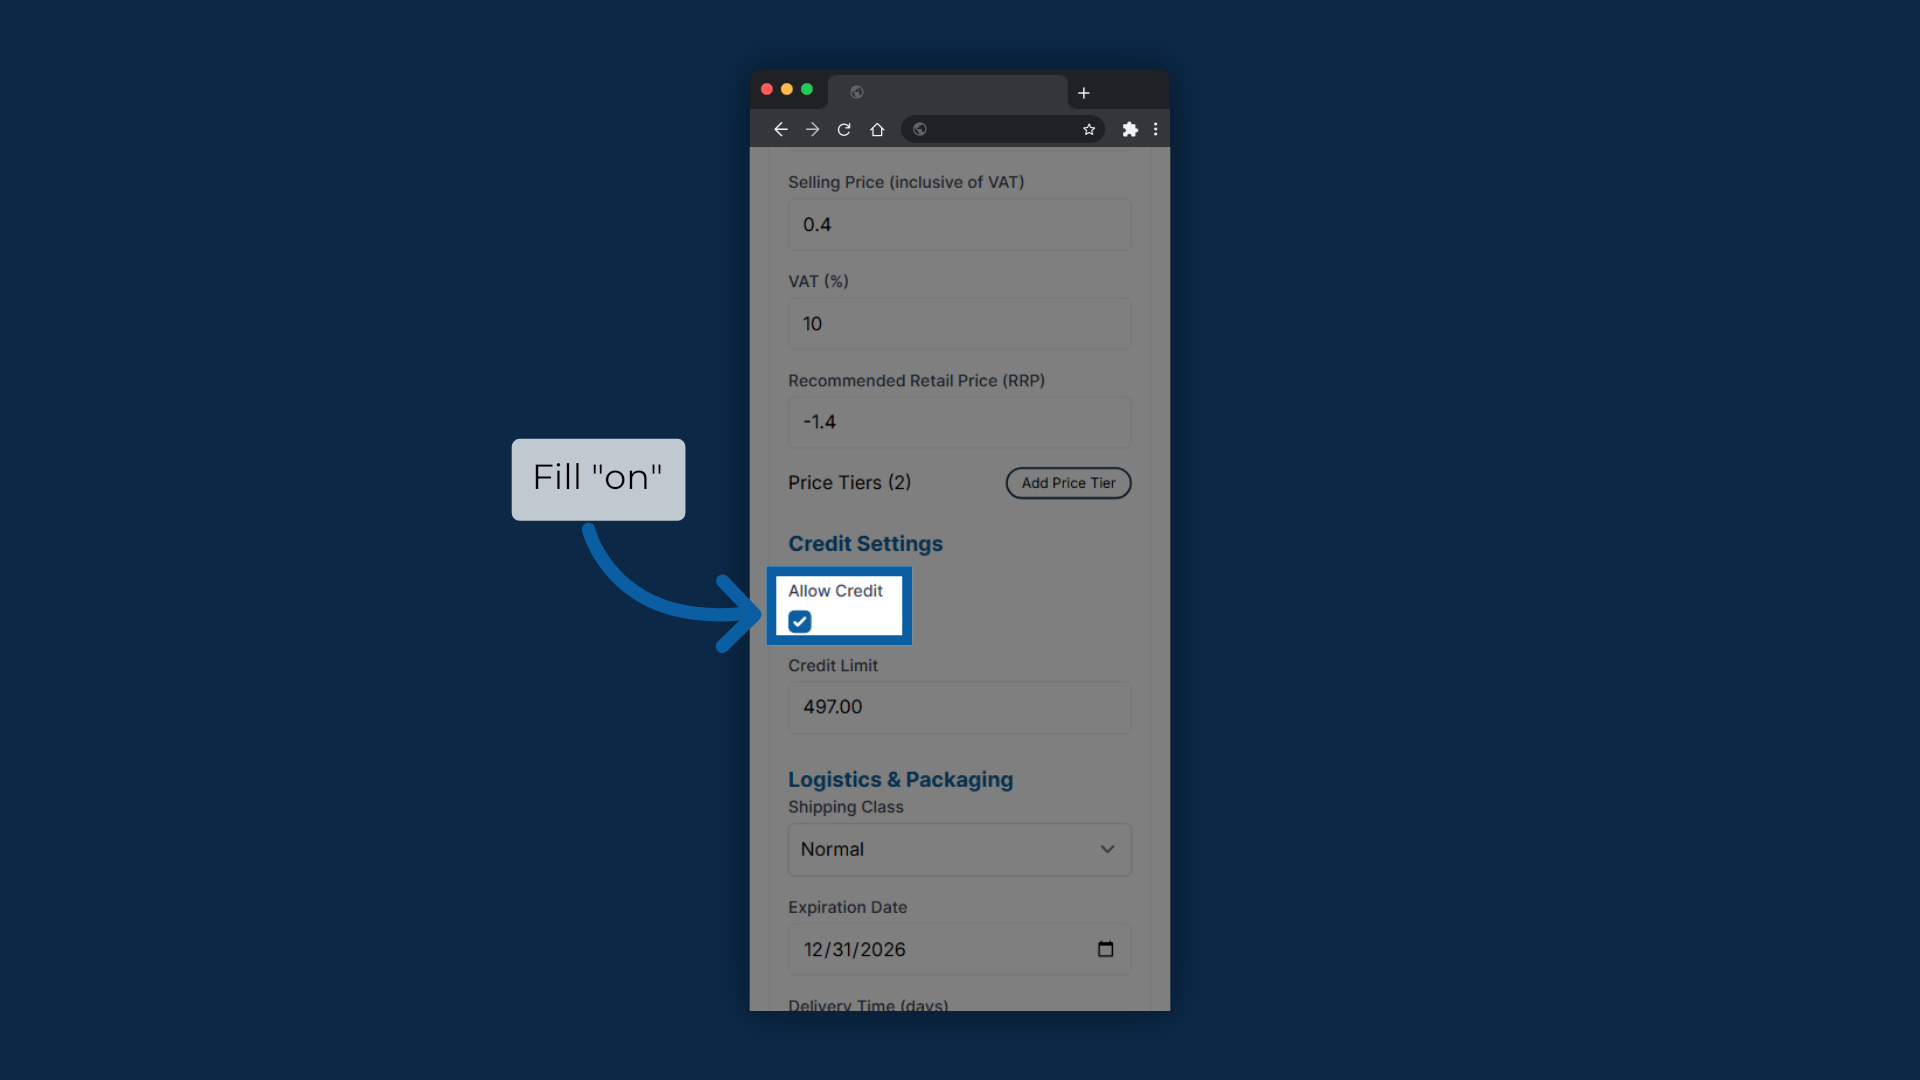 Selling Price (inclusive of VAT)
0.4
VAT (%)
10
Recommended Retail Price (RRP)
-1.4
Fill "on"
Price Tiers (2)
Add Price Tier
Credit Settings
Allow Credit
Credit Limit
497.00
Logistics & Packaging
Shipping Class
Normal
Expiration Date
12/31/2026
Delivery Time (days)